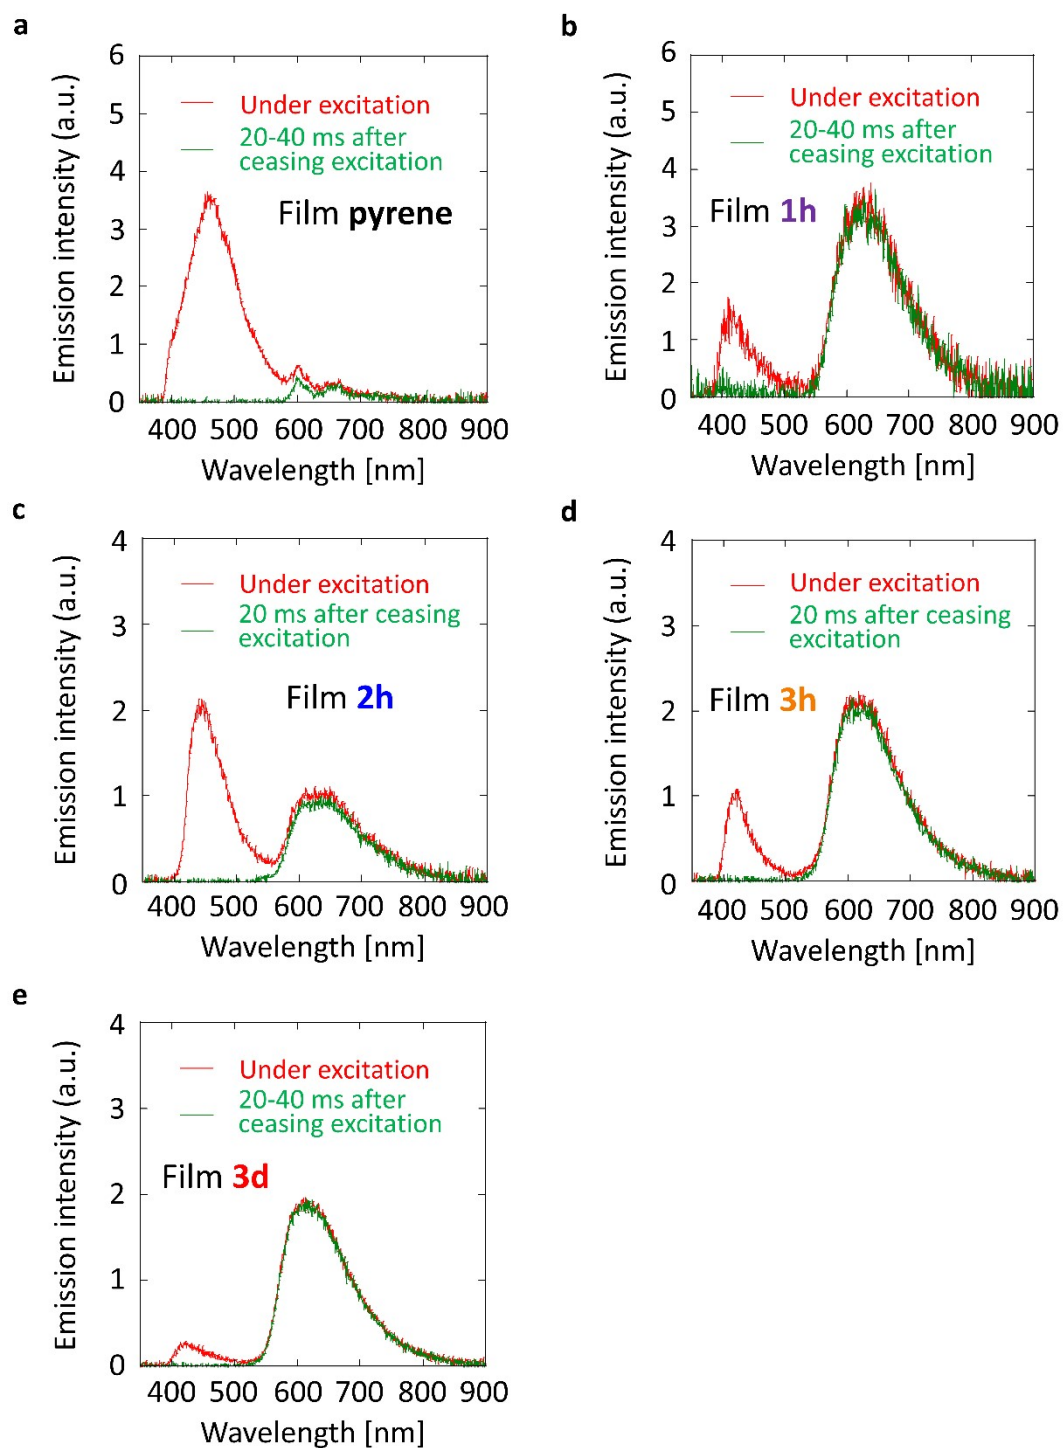 a
Emission intensity (a.u.)
6
5
4
3
2
1
0
Under excitation
20-40 ms after
ceasing excitation
Film pyrene
400 500 600 700 800 900
Wavelength [nm]
b
Emission intensity (a.u.)
6
5
4
3
2
1
0
Under excitation
20-40 ms after
ceasing excitation
Film 1h
400 500 600 700 800 900
Wavelength [nm]
c
Emission intensity (a.u.)
4
3
2
1
0
Under excitation
20 ms after ceasing
excitation
Film 2h
400 500 600 700 800 900
Wavelength [nm]
d
Emission intensity (a.u.)
4
3
2
1
0
Under excitation
20 ms after ceasing
excitation
Film 3h
400 500 600 700 800 900
Wavelength [nm]
e
Emission intensity (a.u.)
4
3
2
1
0
Under excitation
20-40 ms after
ceasing excitation
Film 3d
400 500 600 700 800 900
Wavelength [nm]